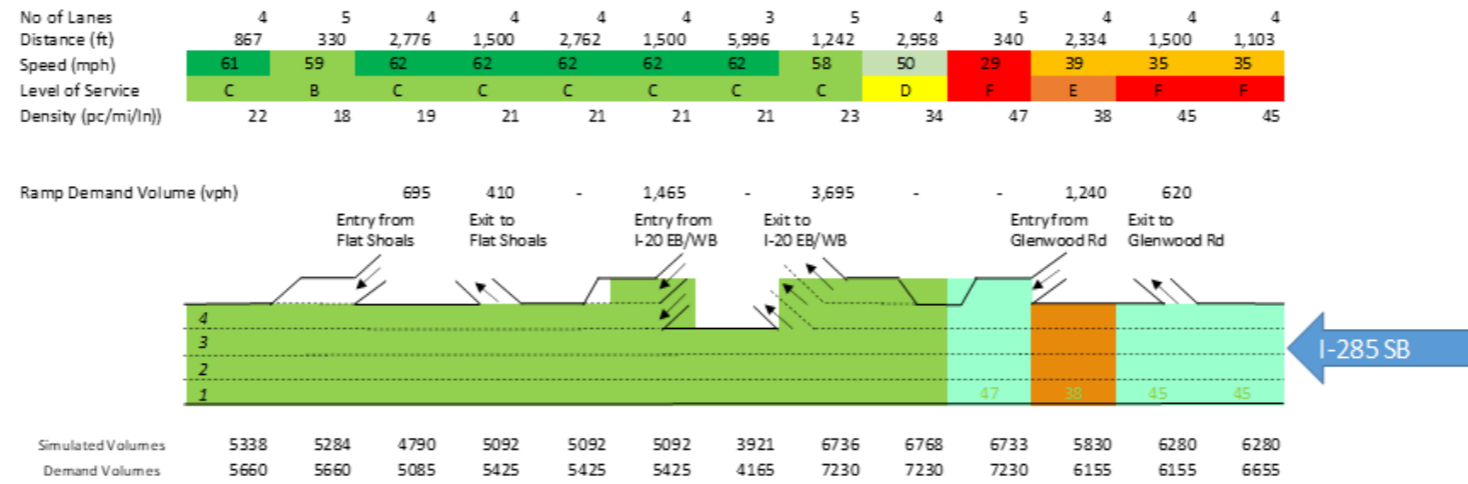 No of Lanes 4 5 4 4 4 4 3 5 4 5 4 4 4
Distance (ft) 867 330 2,776 1,500 2,762 1,500 5,996 1,242 2,958 340 2,334 1,500 1,103
Speed (mph) 61 59 62 62 62 62 62 58 50 29 39 35 35
Level of Service C B C C C C C C D F E F F
Density (pc/mi/ln)) 22 18 19 21 21 21 21 23 34 47 38 45 45
Ramp Demand Volume (vph) 695 410 - 1,465 - 3,695 - - 1,240 620
Entry from Exit to Entry from Exit to Entry from Exit to
Flat Shoals Flat Shoals I-20 EB/WB I-20 EB/WB Glenwood Rd Glenwood Rd
4
3
I-285 SB
2
1 47 38 45 45
Simulated Volumes 5338 5284 4790 5092 5092 5092 3921 6736 6768 6733 5830 6280 6280
Demand Volumes 5660 5660 5085 5425 5425 5425 4165 7230 7230 7230 6155 6155 6655